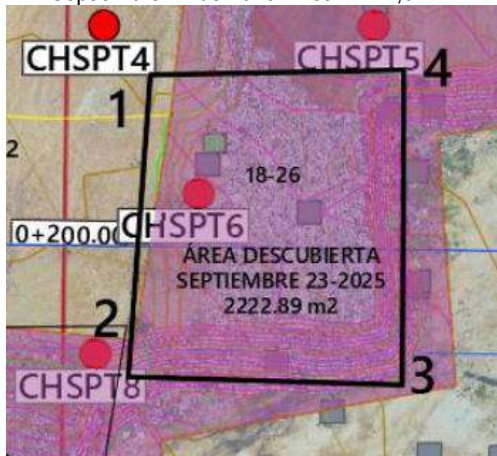 CHSPT4
CHSPT5
4
1
2
18-26
CHSPT6
0+200.00
ÁREA DESCUBIERTA
SEPTIEMBRE 23-2025
2222.89 m2
2
3
CHSPT8